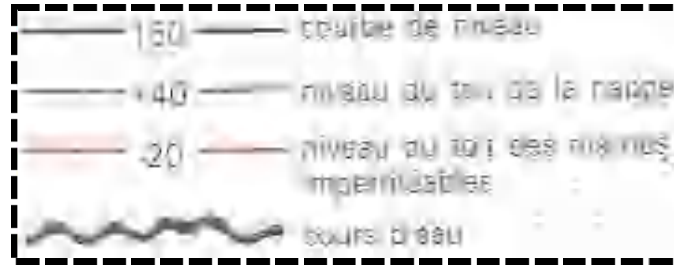 160 courbe de niveau
+40 niveau du toit de la nappe
-20 niveau du toit des marnes
imperméables
cours d'eau